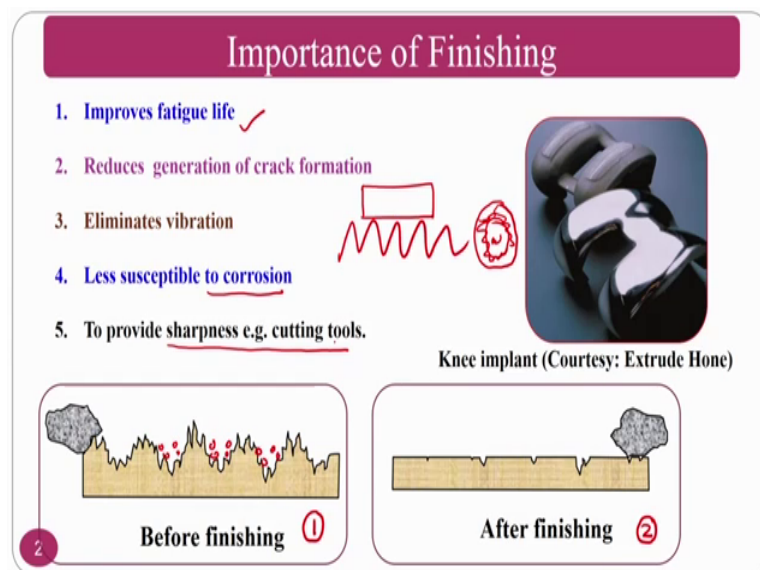 Importance of Finishing
1. Improves fatigue life
2. Reduces generation of crack formation
3. Eliminates vibration
4. Less susceptible to corrosion
5. To provide sharpness e.g. cutting tools.
Knee implant (Courtesy: Extrude Hone)
Before finishing 1
After finishing 2
2